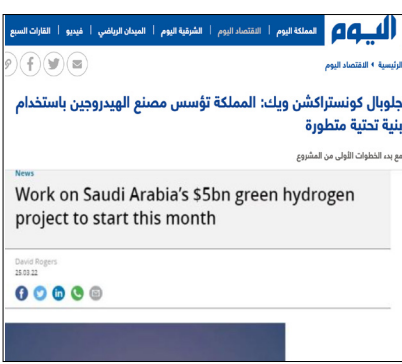 اليوم
المملكة اليوم | الاقتصاد اليوم | الشرقية اليوم | الميدان الرياضي | فيديو | القارات السبع
الرئيسية › الاقتصاد اليوم
جلوبال كونستراكشن ويك: المملكة تؤسس مصنع الهيدروجين باستخدام
بنية تحتية متطورة
مع بدء الخطوات الأولى من المشروع
News
Work on Saudi Arabia's $5bn green hydrogen
project to start this month
David Rogers
25.03.22